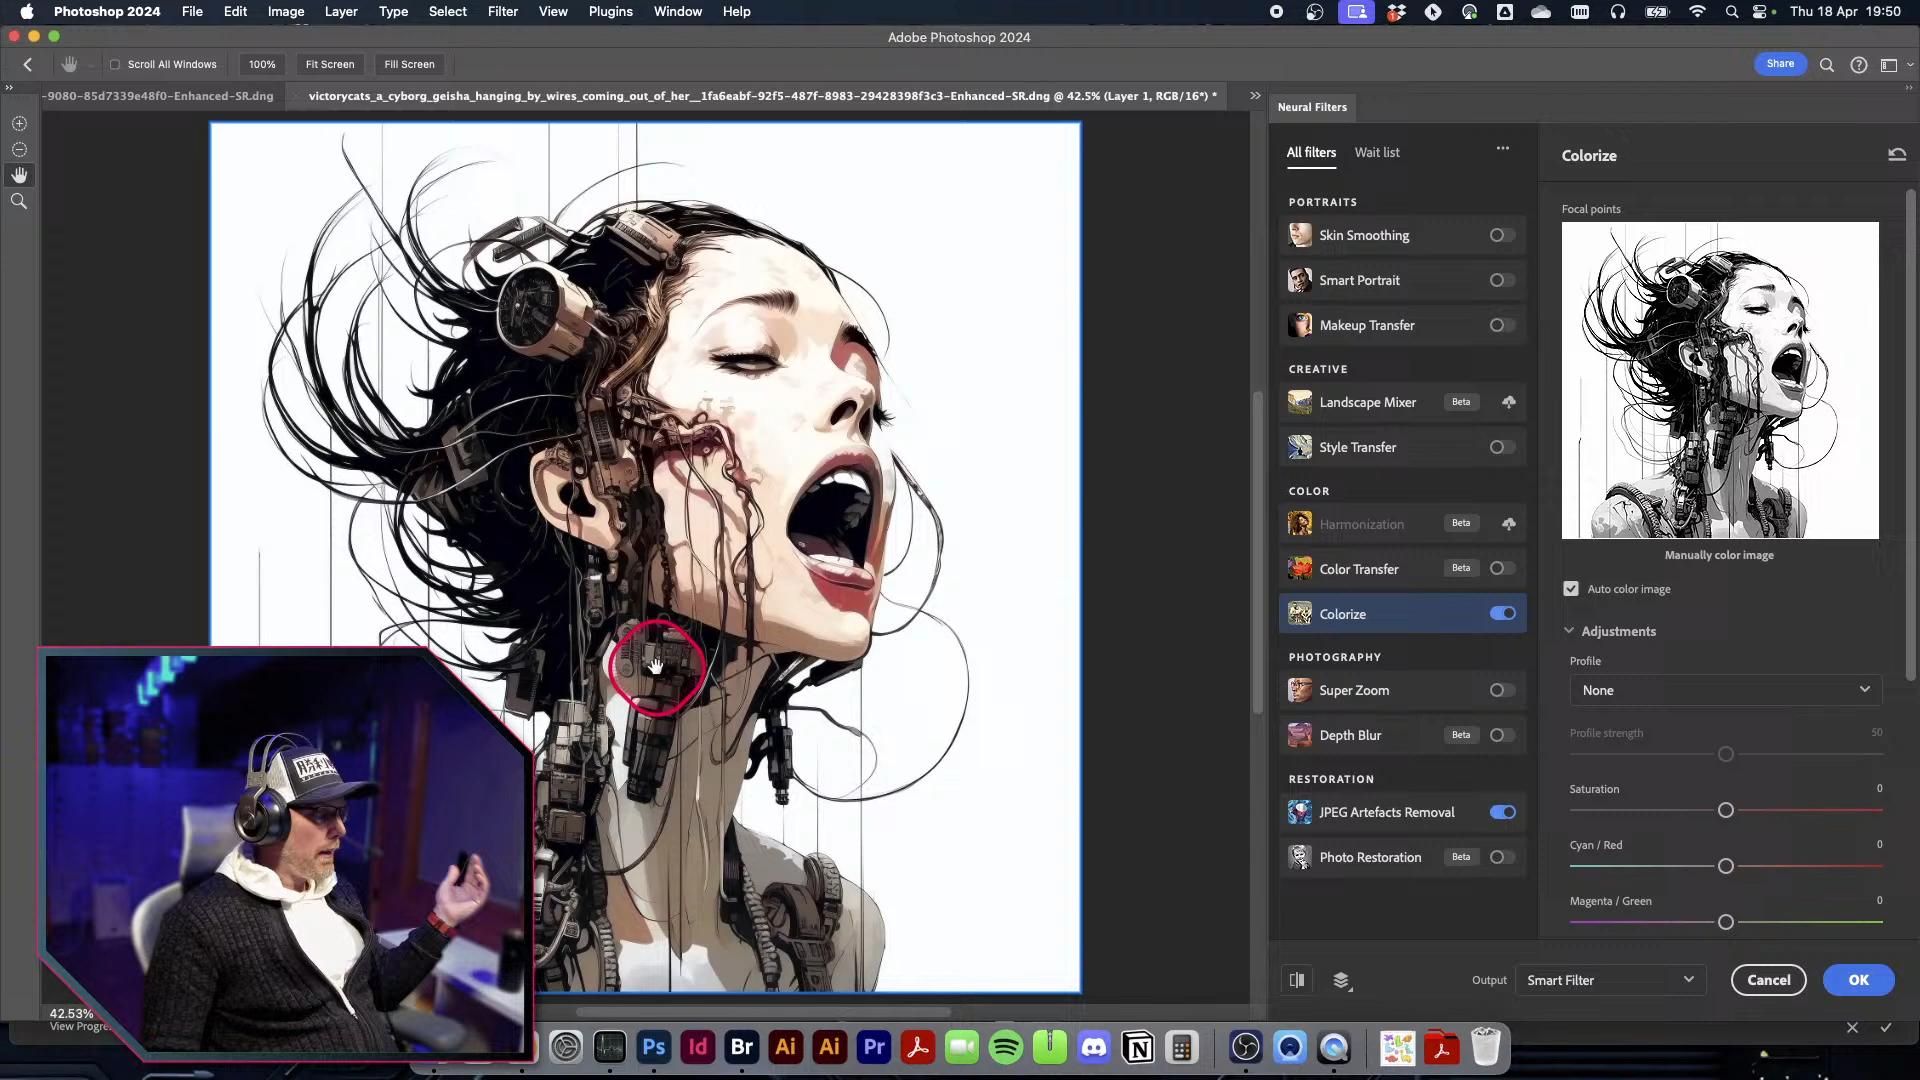 Photoshop 2024 File Edit Image Layer Type Select Filter View Plugins Window Help
Thu 18 Apr 19:50
Adobe Photoshop 2024
Scroll All Windows 100% Fit Screen Fill Screen
Share
-9080-85d7339e48f0-Enhanced-SR.dng
victorycats_a_cyborg_geisha_hanging_by_wires_coming_out_of_her__1fa6eabf-92f5-487f-8983-29428398f3c3-Enhanced-SR.dng @ 42.5% (Layer 1, RGB/16*) *
Neural Filters
All filters Wait list
PORTRAITS
Skin Smoothing
Smart Portrait
Makeup Transfer
CREATIVE
Landscape Mixer Beta
Style Transfer
COLOR
Harmonization Beta
Color Transfer Beta
Colorize
PHOTOGRAPHY
Super Zoom
Depth Blur Beta
RESTORATION
JPEG Artefacts Removal
Photo Restoration Beta
Colorize
Focal points
Manually color image
Auto color image
Adjustments
Profile
None
Profile strength 50
Saturation 0
Cyan / Red 0
Magenta / Green 0
Output Smart Filter
Cancel OK
42.53%
View Progre
Ps Id Br Ai Ai Pr